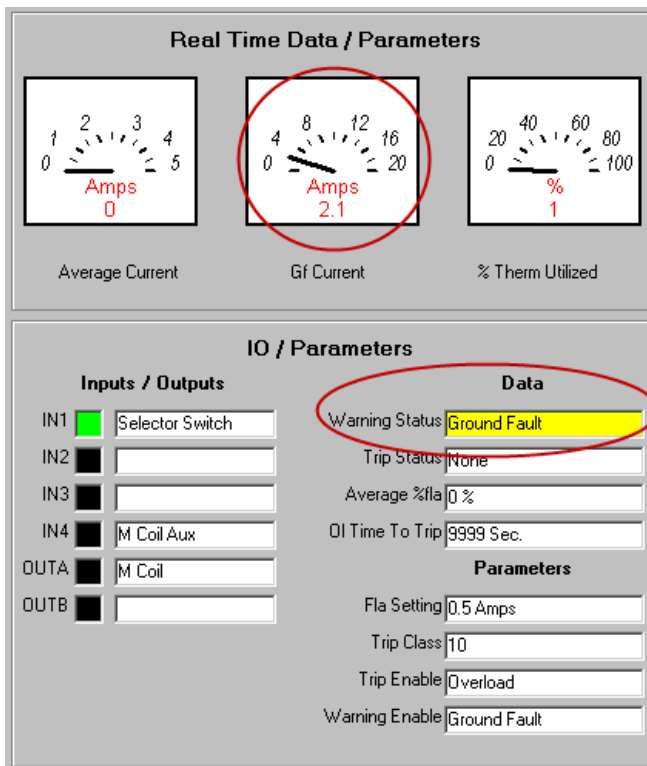 Real Time Data / Parameters
0 1 2 3 4 5
Amps
0
Average Current
0 4 8 12 16 20
Amps
2.1
Gf Current
0 20 40 60 80 100
%
1
% Therm Utilized
IO / Parameters
Inputs / Outputs
IN1 Selector Switch
IN2
IN3
IN4 M Coil Aux
OUTA M Coil
OUTB
Data
Warning Status Ground Fault
Trip Status None
Average %fla 0 %
Ol Time To Trip 9999 Sec.
Parameters
Fla Setting 0.5 Amps
Trip Class 10
Trip Enable Overload
Warning Enable Ground Fault